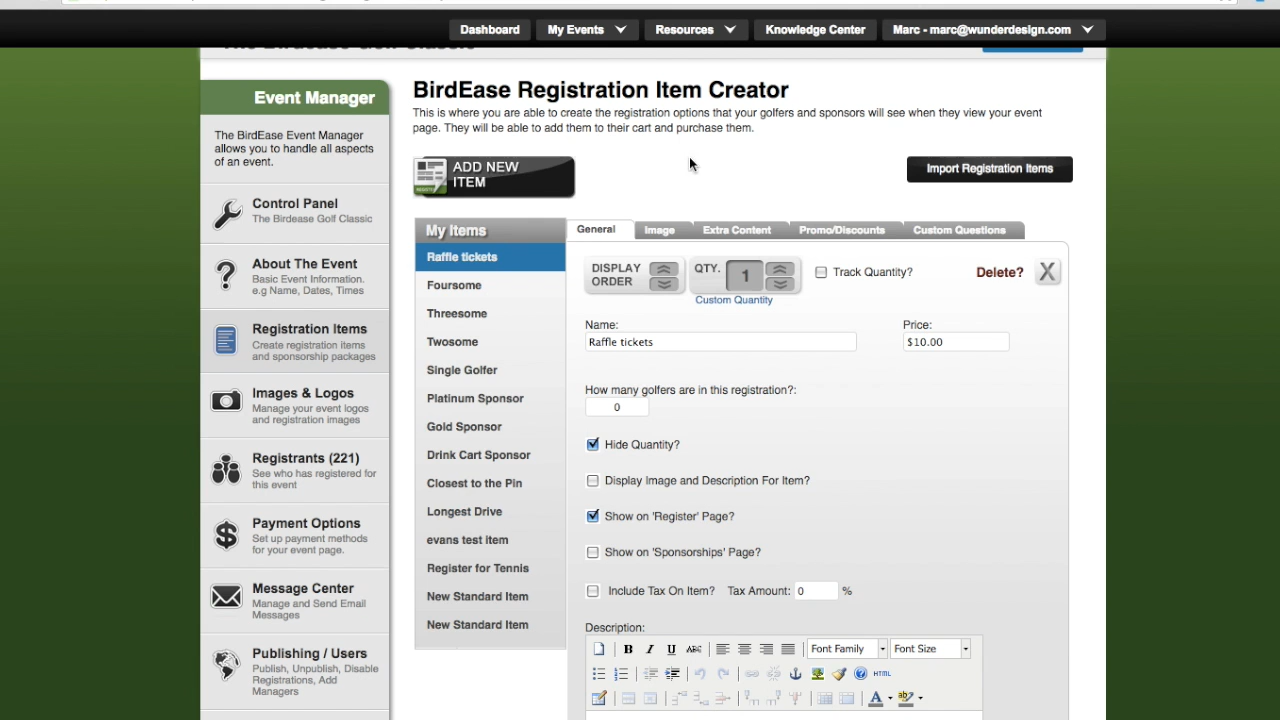 Dashboard
My Events
Resources
Knowledge Center
Marc - marc@wunderdesign.com
The Birdease Golf Classic
Event Manager
The BirdEase Event Manager
allows you to handle all aspects
of an event.
Control Panel
The Birdease Golf Classic
About The Event
Basic Event Information.
e.g Name, Dates, Times
Registration Items
Create registration items
and sponsorship packages
Images & Logos
Manage your event logos
and registration images
Registrants (221)
See who has registered for
this event
Payment Options
Set up payment methods
for your event page.
Message Center
Manage and Send Email
Messages
Publishing / Users
Publish, Unpublish, Disable
Registrations, Add
Managers
BirdEase Registration Item Creator
This is where you are able to create the registration options that your golfers and sponsors will see when they view your event
page. They will be able to add them to their cart and purchase them.
ADD NEW
ITEM
Import Registration Items
My Items
Raffle tickets
Foursome
Threesome
Twosome
Single Golfer
Platinum Sponsor
Gold Sponsor
Drink Cart Sponsor
Closest to the Pin
Longest Drive
evans test item
Register for Tennis
New Standard Item
New Standard Item
General
Image
Extra Content
Promo/Discounts
Custom Questions
DISPLAY
ORDER
QTY.
1
Custom Quantity
Track Quantity?
Delete?
X
Name:
Raffle tickets
Price:
$10.00
How many golfers are in this registration?:
0
Hide Quantity?
Display Image and Description For Item?
Show on 'Register' Page?
Show on 'Sponsorships' Page?
Include Tax On Item? Tax Amount: 0 %
Description:
B I U ABC
Font Family
Font Size
HTML
A
ab